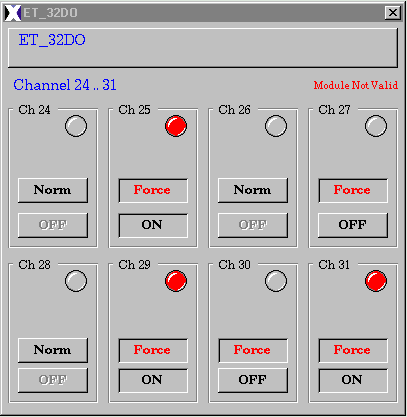 ET_32DO
ET_32DO
Channel 24 .. 31 Module Not Valid
Ch 24 Ch 25 Ch 26 Ch 27
Norm Force Norm Force
OFF ON OFF OFF
Ch 28 Ch 29 Ch 30 Ch 31
Norm Force Force Force
OFF ON OFF ON